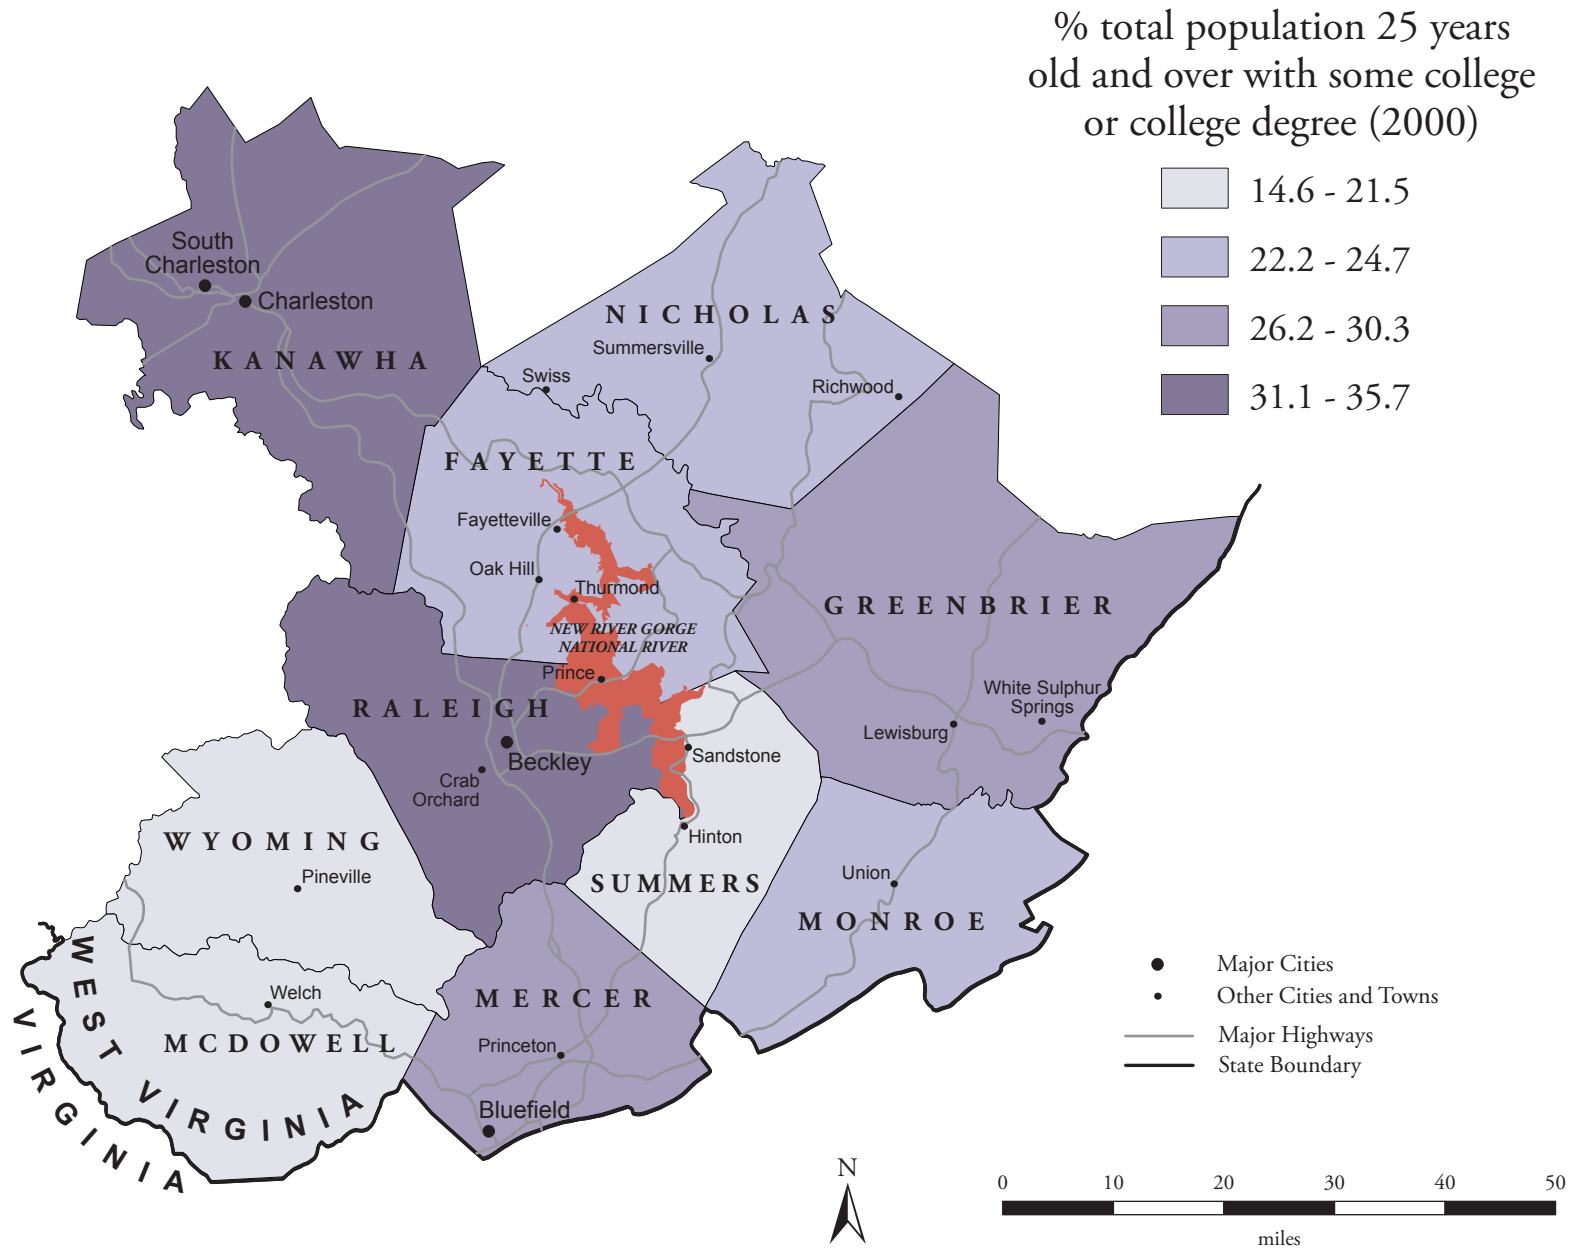 % total population 25 years
old and over with some college
or college degree (2000)
14.6 - 21.5
22.2 - 24.7
26.2 - 30.3
31.1 - 35.7
South
Charleston
Charleston
KANAWHA
NICHOLAS
Summersville
Swiss
Richwood
FAYETTE
Fayetteville
Oak Hill
Thurmond
NEW RIVER GORGE
NATIONAL RIVER
Prince
GREENBRIER
White Sulphur
Springs
Lewisburg
RALEIGH
Beckley
Crab
Orchard
Sandstone
Hinton
SUMMERS
WYOMING
Pineville
Union
MONROE
Welch
MCDOWELL
MERCER
Princeton
Bluefield
WEST VIRGINIA
VIRGINIA
Major Cities
Other Cities and Towns
Major Highways
State Boundary
N
0 10 20 30 40 50
miles